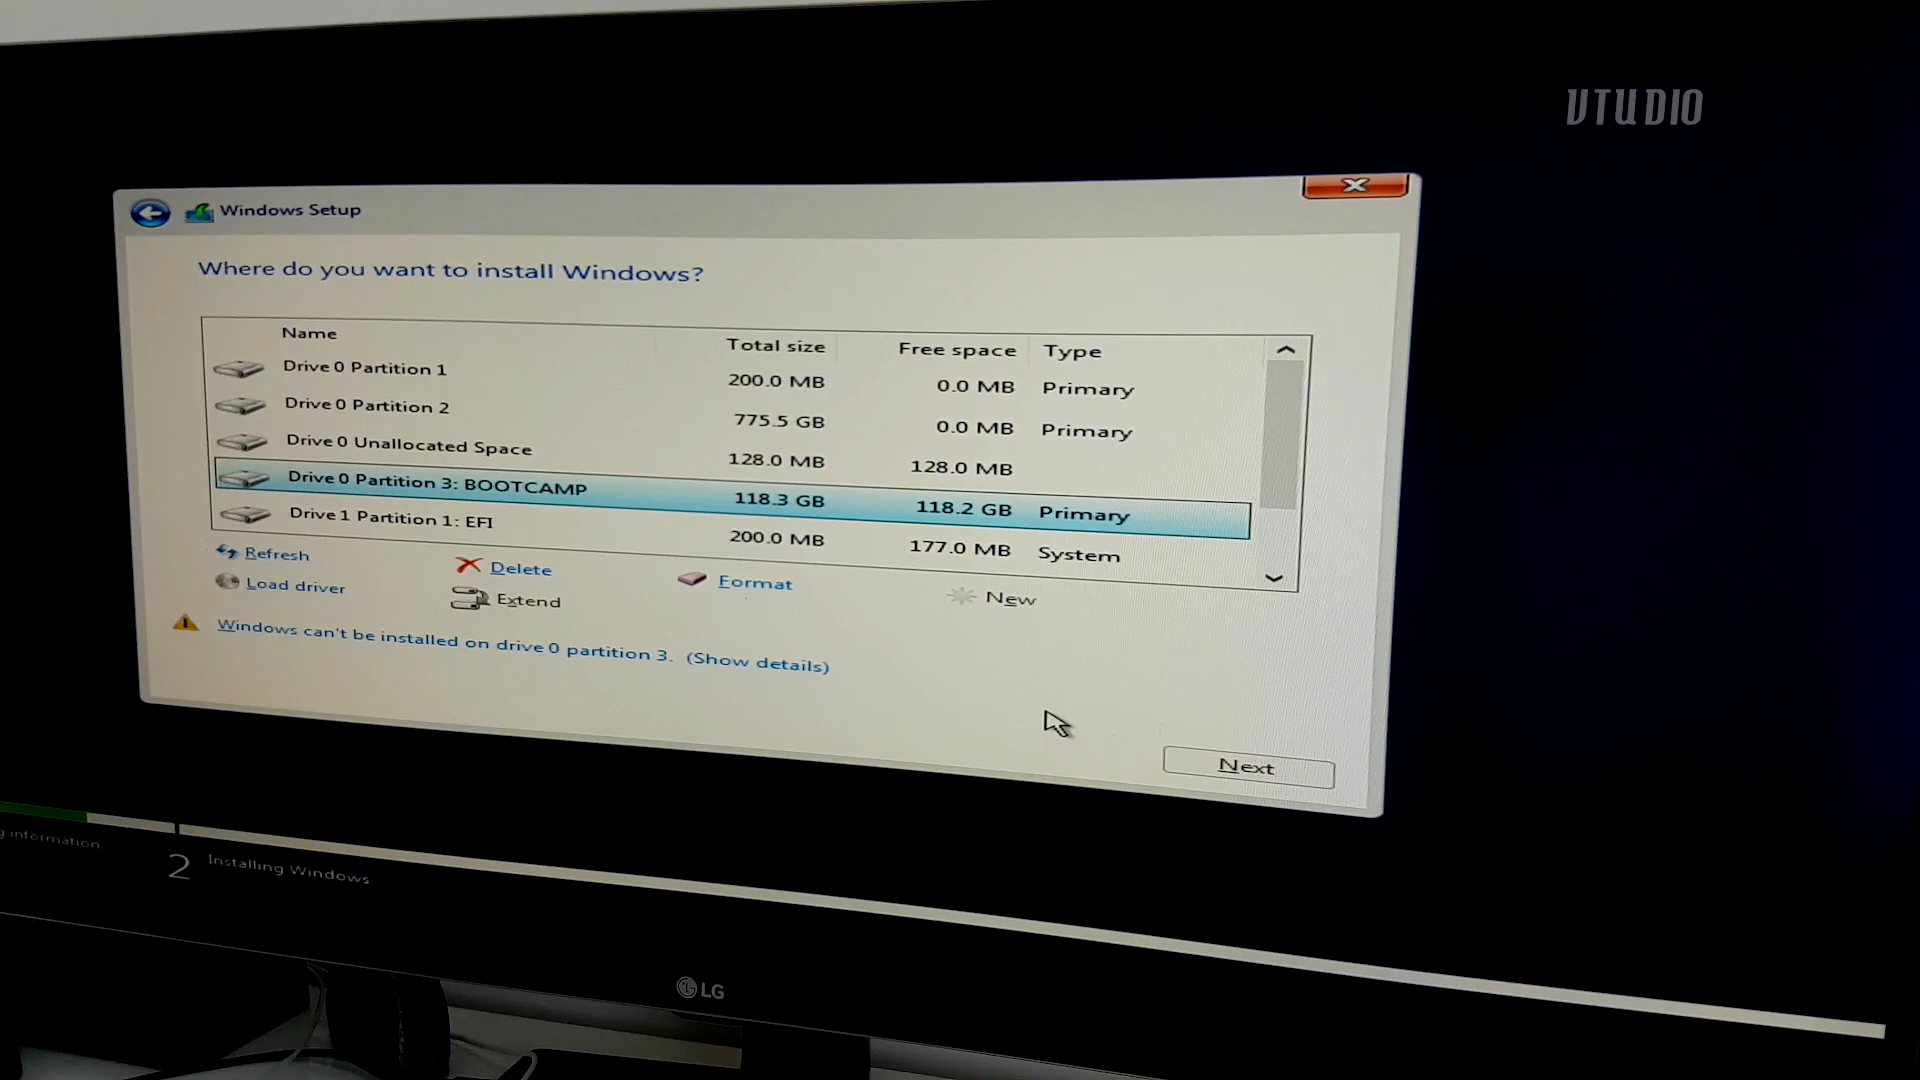 VTUDIO
Windows Setup
Where do you want to install Windows?
Name Total size Free space Type
Drive 0 Partition 1 200.0 MB 0.0 MB Primary
Drive 0 Partition 2 775.5 GB 0.0 MB Primary
Drive 0 Unallocated Space 128.0 MB 128.0 MB
Drive 0 Partition 3: BOOTCAMP 118.3 GB 118.2 GB Primary
Drive 1 Partition 1: EFI 200.0 MB 177.0 MB System
Refresh Delete Format New
Load driver Extend
Windows can't be installed on drive 0 partition 3. (Show details)
Next
g information
2 Installing Windows
LG